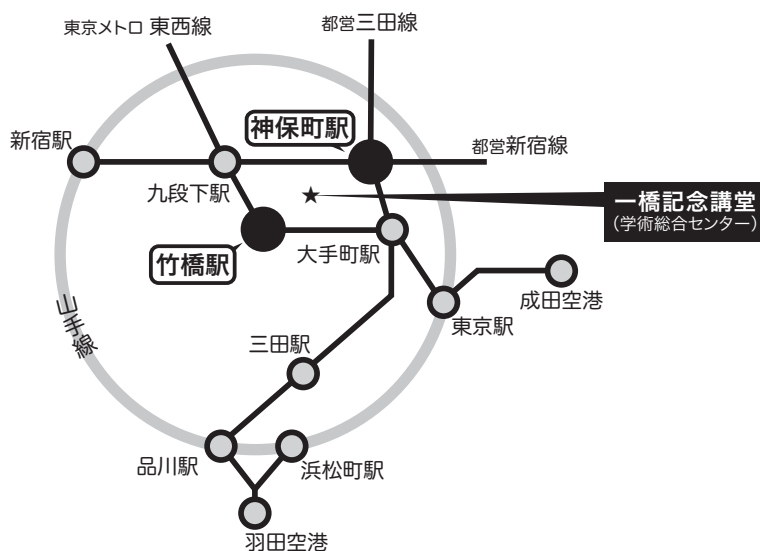 東京メトロ 東西線
都営三田線
神保町駅
新宿駅
都営新宿線
九段下駅
一橋記念講堂
（学術総合センター）
大手町駅
竹橋駅
成田空港
山手線
東京駅
三田駅
品川駅
浜松町駅
羽田空港